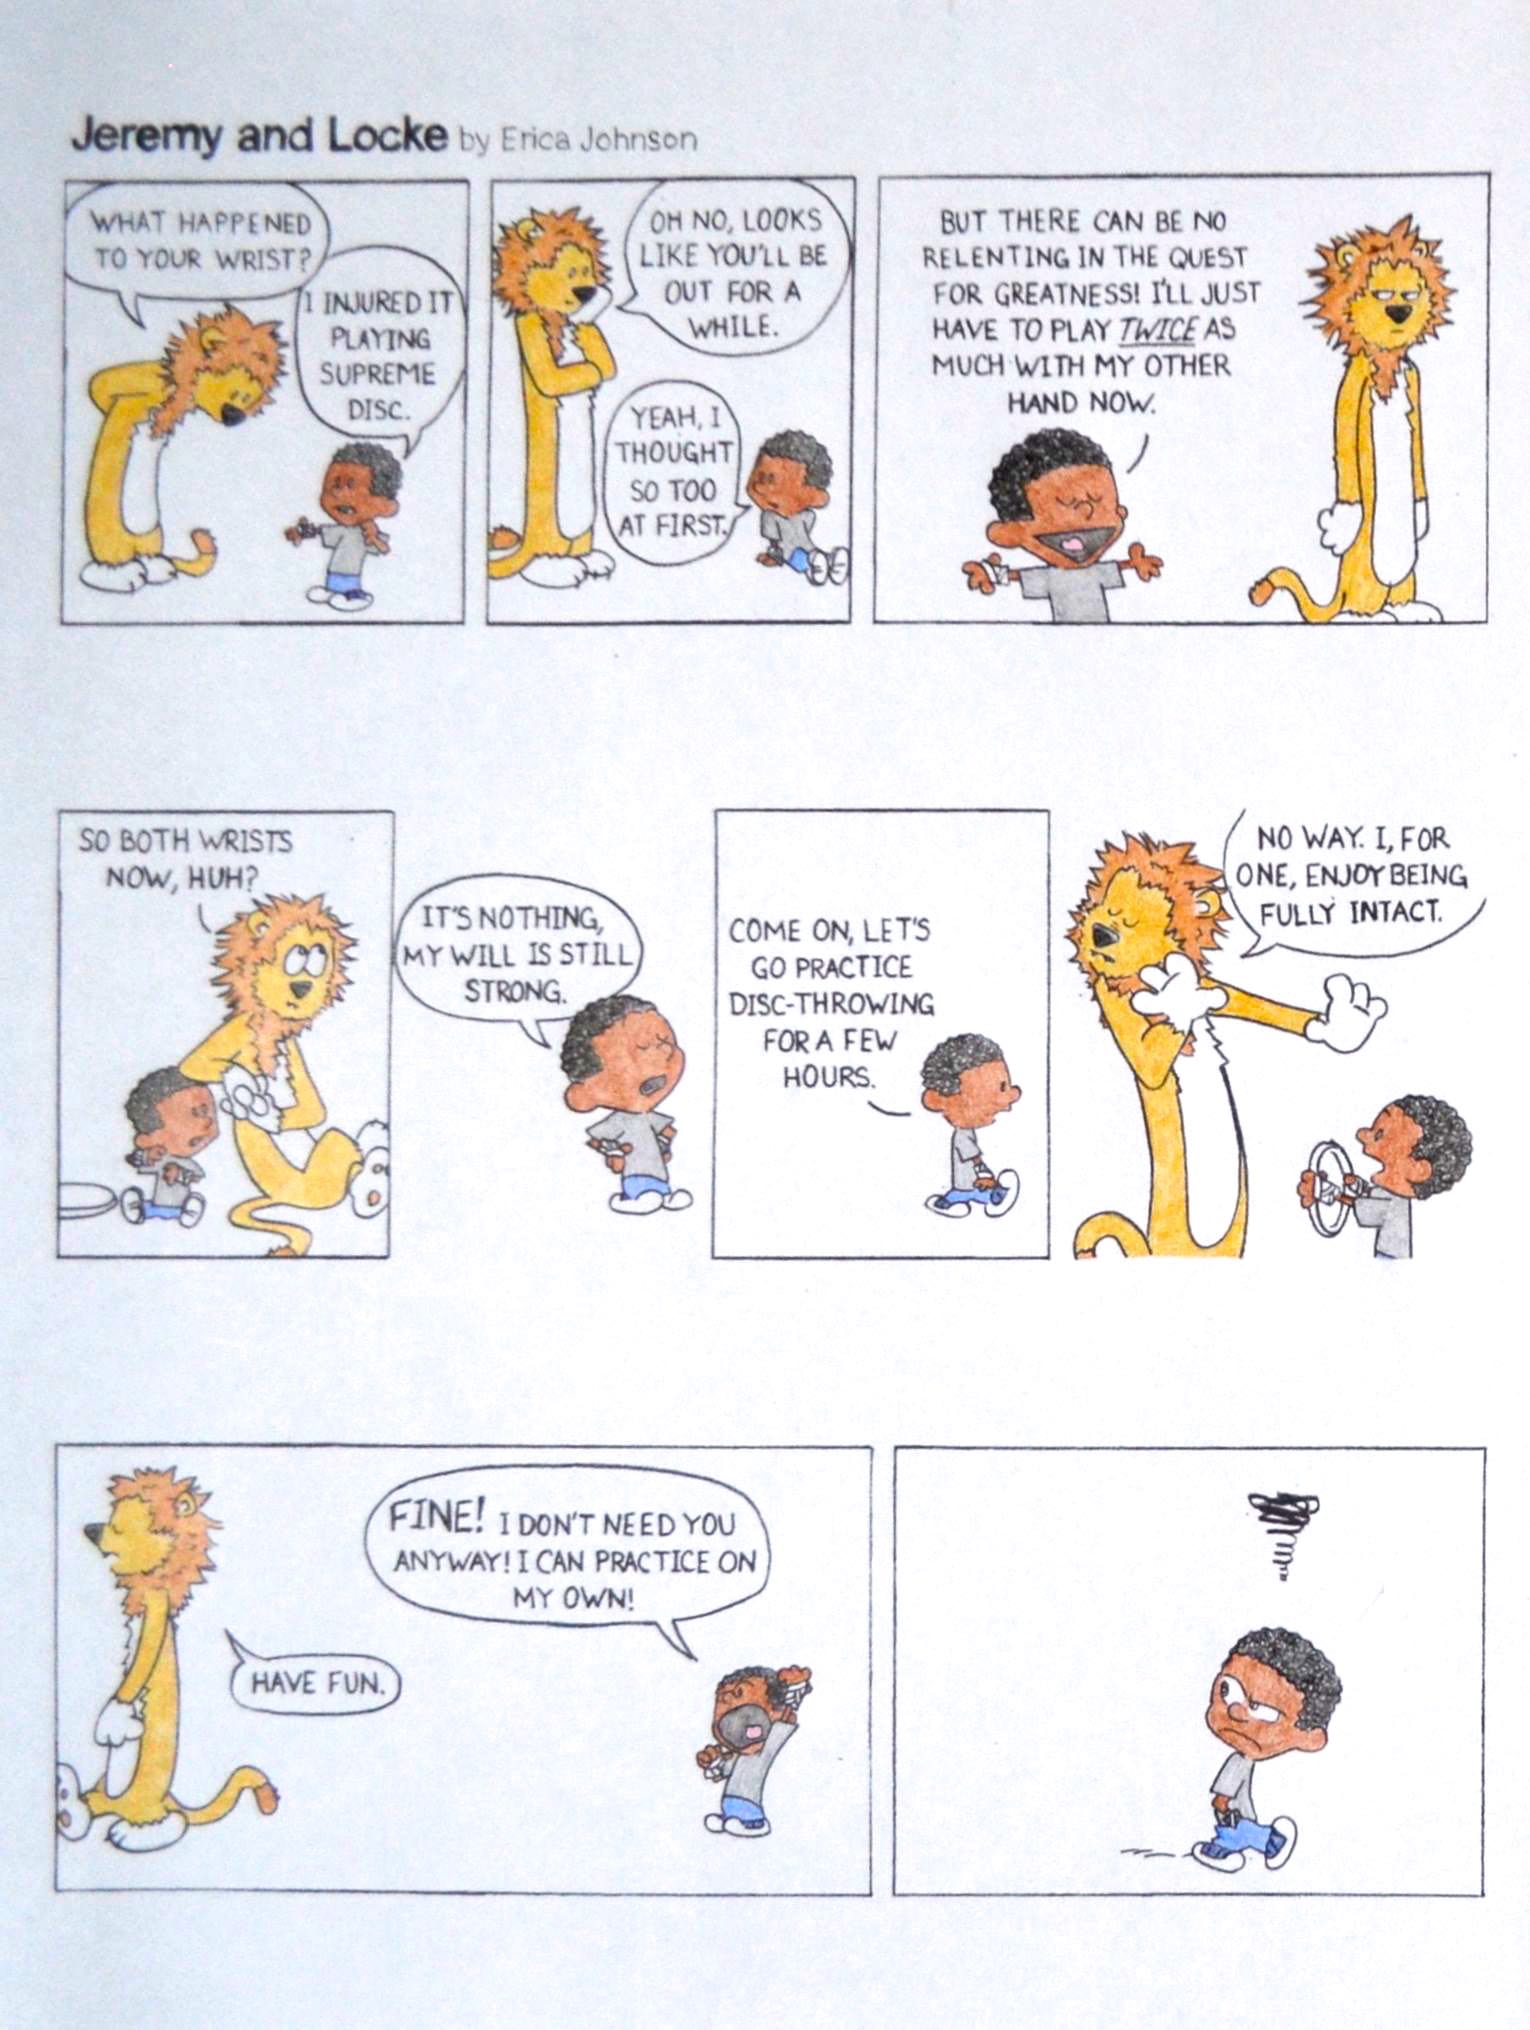 Jeremy and Locke by Erica Johnson
WHAT HAPPENED
TO YOUR WRIST?
I INJURED IT
PLAYING
SUPREME
DISC.
OH NO, LOOKS
LIKE YOU'LL BE
OUT FOR A
WHILE.
YEAH, I
THOUGHT
SO TOO
AT FIRST.
BUT THERE CAN BE NO
RELENTING IN THE QUEST
FOR GREATNESS! I'LL JUST
HAVE TO PLAY TWICE AS
MUCH WITH MY OTHER
HAND NOW.
SO BOTH WRISTS
NOW, HUH?
IT'S NOTHING,
MY WILL IS STILL
STRONG.
COME ON, LET'S
GO PRACTICE
DISC-THROWING
FOR A FEW
HOURS.
NO WAY. I, FOR
ONE, ENJOY BEING
FULLY INTACT.
HAVE FUN.
FINE! I DON'T NEED YOU
ANYWAY! I CAN PRACTICE ON
MY OWN!